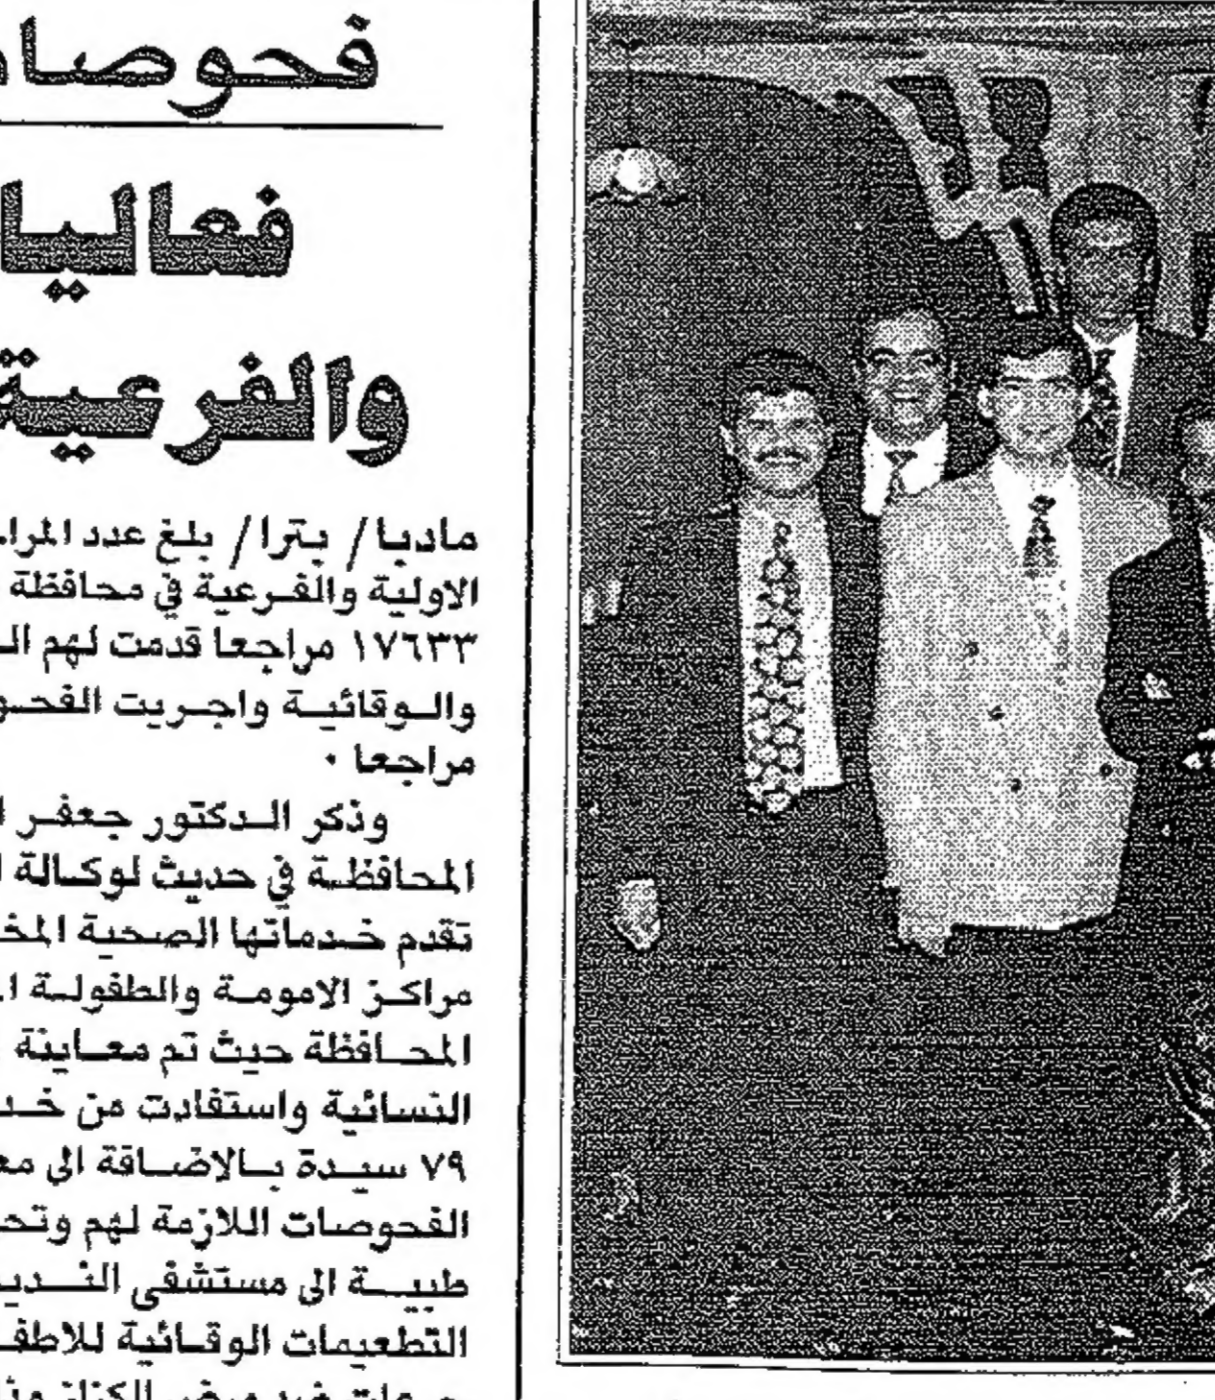 فحوصا
فعاليا
والفرعية
مادبا/ بترا/ بلغ عدد المرا
الاولية والفرعية في محافظة
١٧٦٣٣ مراجعا قدمت لهم ال
والوقائية واجريت الفحو
مراجعا ٠
وذكر الدكتور جعفر ا
المحافظة في حديث لوكالة ا
تقدم خدماتها الصحية المخ
مراكز الامومة والطفولة ا
المحافظة حيث تم معاينة
النسائية واستفادت من خد
٧٩ سيدة بالاضافة الى مع
الفحوصات اللازمة لهم وتح
طبية الى مستشفى النديـ
التطعيمات الوقائية للاطف